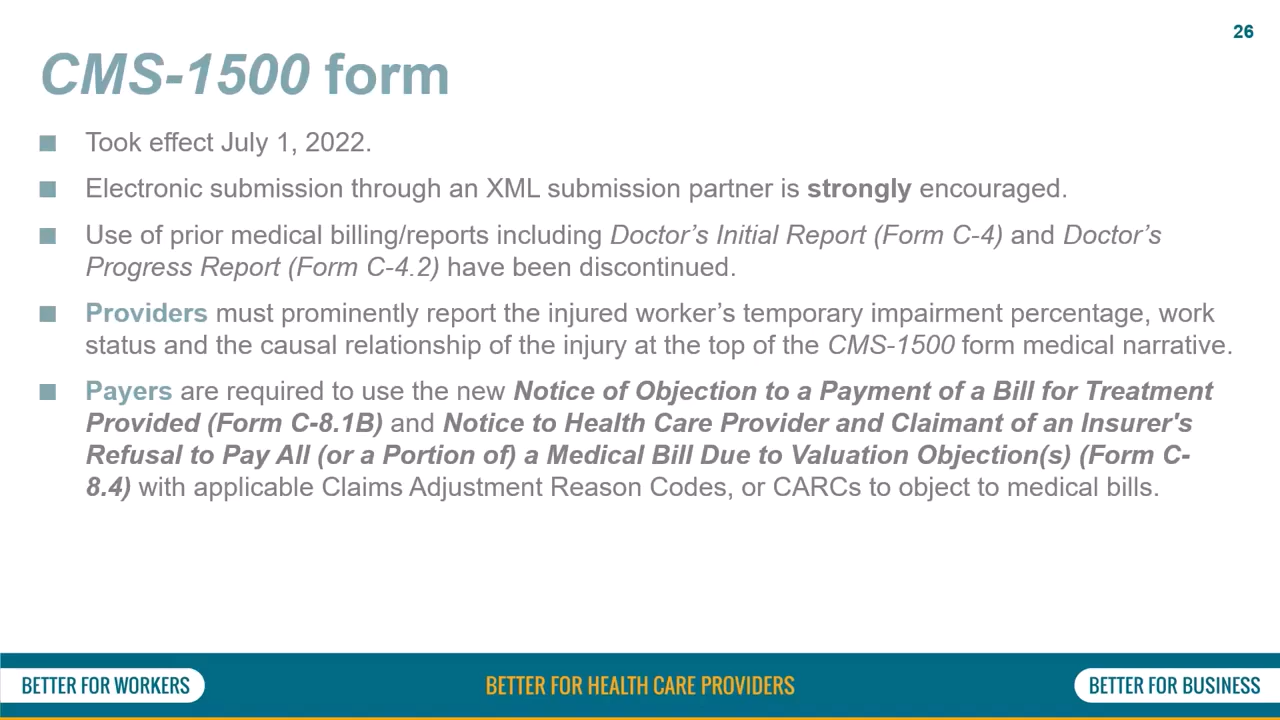 26
CMS-1500 form
Took effect July 1, 2022.
Electronic submission through an XML submission partner is strongly encouraged.
Use of prior medical billing/reports including Doctor’s Initial Report (Form C-4) and Doctor’s
Progress Report (Form C-4.2) have been discontinued.
Providers must prominently report the injured worker’s temporary impairment percentage, work
status and the causal relationship of the injury at the top of the CMS-1500 form medical narrative.
Payers are required to use the new Notice of Objection to a Payment of a Bill for Treatment
Provided (Form C-8.1B) and Notice to Health Care Provider and Claimant of an Insurer's
Refusal to Pay All (or a Portion of) a Medical Bill Due to Valuation Objection(s) (Form C-
8.4) with applicable Claims Adjustment Reason Codes, or CARCs to object to medical bills.
BETTER FOR WORKERS
BETTER FOR HEALTH CARE PROVIDERS
BETTER FOR BUSINESS